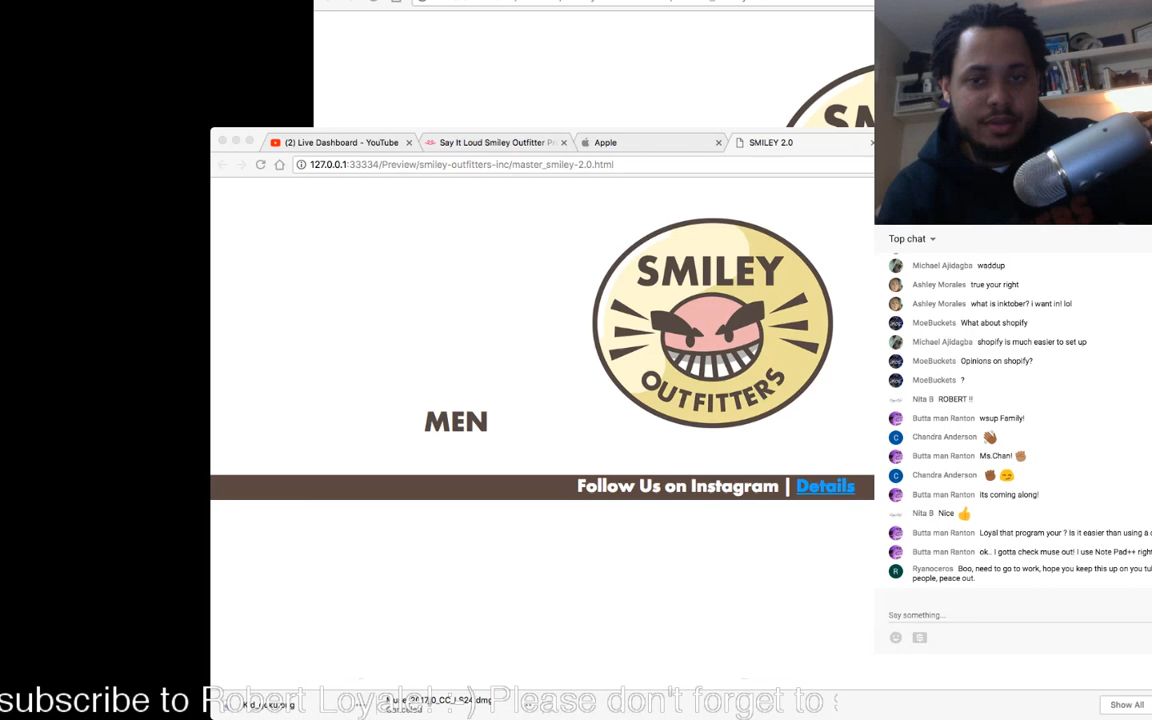 (2) Live Dashboard - YouTube
Say It Loud Smiley Outfitter Pr
Apple
SMILEY 2.0
127.0.0.1:33334/Preview/smiley-outfitters-inc/master_smiley-2.0.html
SMILEY
OUTFITTERS
MEN
Follow Us on Instagram | Details
Top chat
Michael Ajidagba waddup
Ashley Morales true your right
Ashley Morales what is inktober? i want in! lol
MoeBuckets What about shopify
Michael Ajidagba shopify is much easier to set up
MoeBuckets Opinions on shopify?
MoeBuckets ?
Nita B ROBERT !!
Butta man Ranton wsup Family!
Chandra Anderson 👋🏾
Butta man Ranton Ms.Chan! ✊🏽
Chandra Anderson ✊🏾 😏
Butta man Ranton its coming along!
Nita B Nice 👍
Butta man Ranton Loyal that program your ? Is it easier than using a
Butta man Ranton ok.. I gotta check muse out! I use Note Pad++ righ
Ryanoceros Boo, need to go to work, hope you keep this up on you tu
people, peace out.
Say something...
subscribe to Robert Loyale! : ) Please don't forget to
Show All